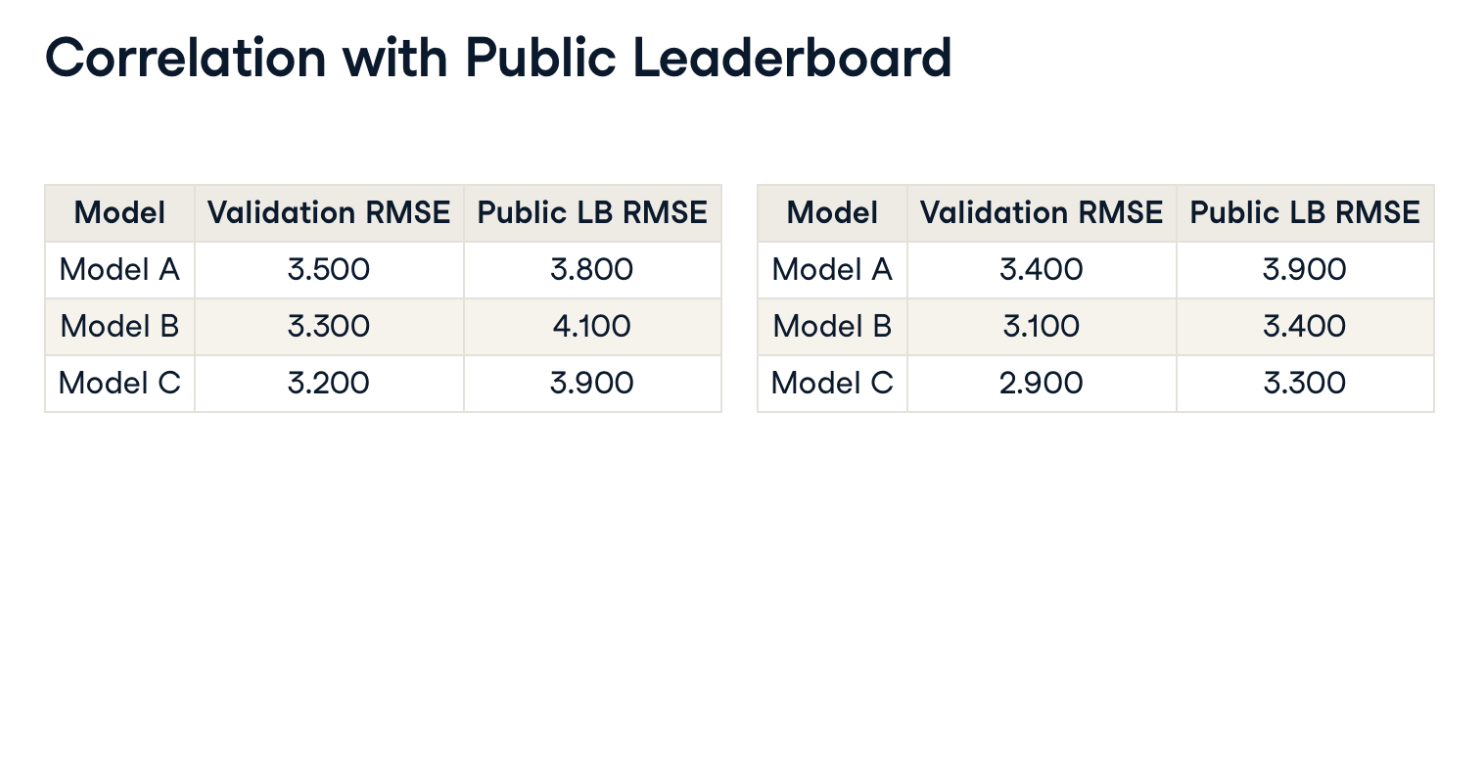 Correlation with Public Leaderboard
Model Validation RMSE Public LB RMSE
Model A 3.500 3.800
Model B 3.300 4.100
Model C 3.200 3.900
Model Validation RMSE Public LB RMSE
Model A 3.400 3.900
Model B 3.100 3.400
Model C 2.900 3.300